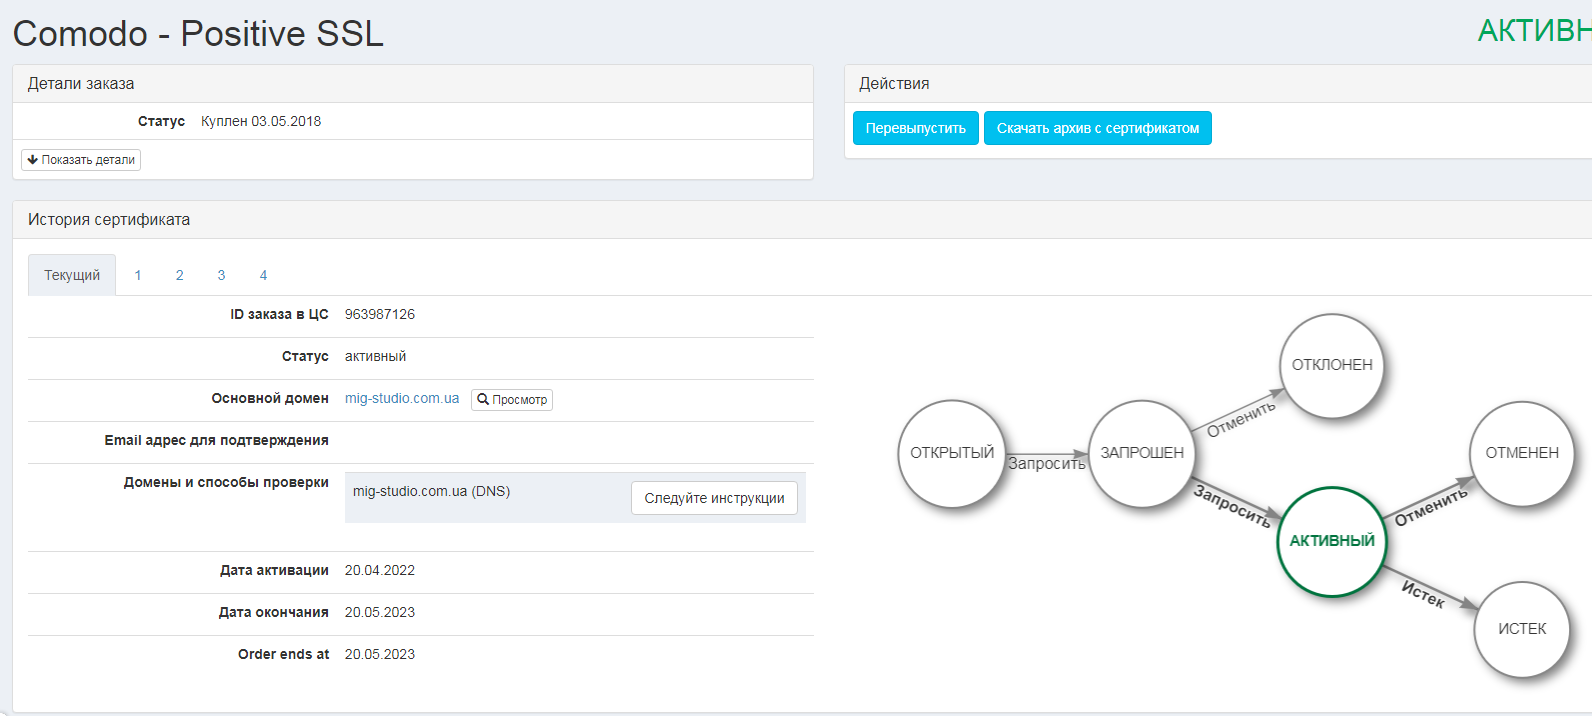 Comodo - Positive SSL
АКТИВН
Детали заказа
Статус Куплен 03.05.2018
Показать детали
Действия
Перевыпустить Скачать архив с сертификатом
История сертификата
Текущий 1 2 3 4
ID заказа в ЦС 963987126
Статус активный
Основной домен mig-studio.com.ua Просмотр
Email адрес для подтверждения
Домены и способы проверки mig-studio.com.ua (DNS) Следуйте инструкции
Дата активации 20.04.2022
Дата окончания 20.05.2023
Order ends at 20.05.2023
ОТКРЫТЫЙ
Запросить
ЗАПРОШЕН
Отменить
ОТКЛОНЕН
Запросить
АКТИВНЫЙ
Отменить
ОТМЕНЕН
Истек
ИСТЕК